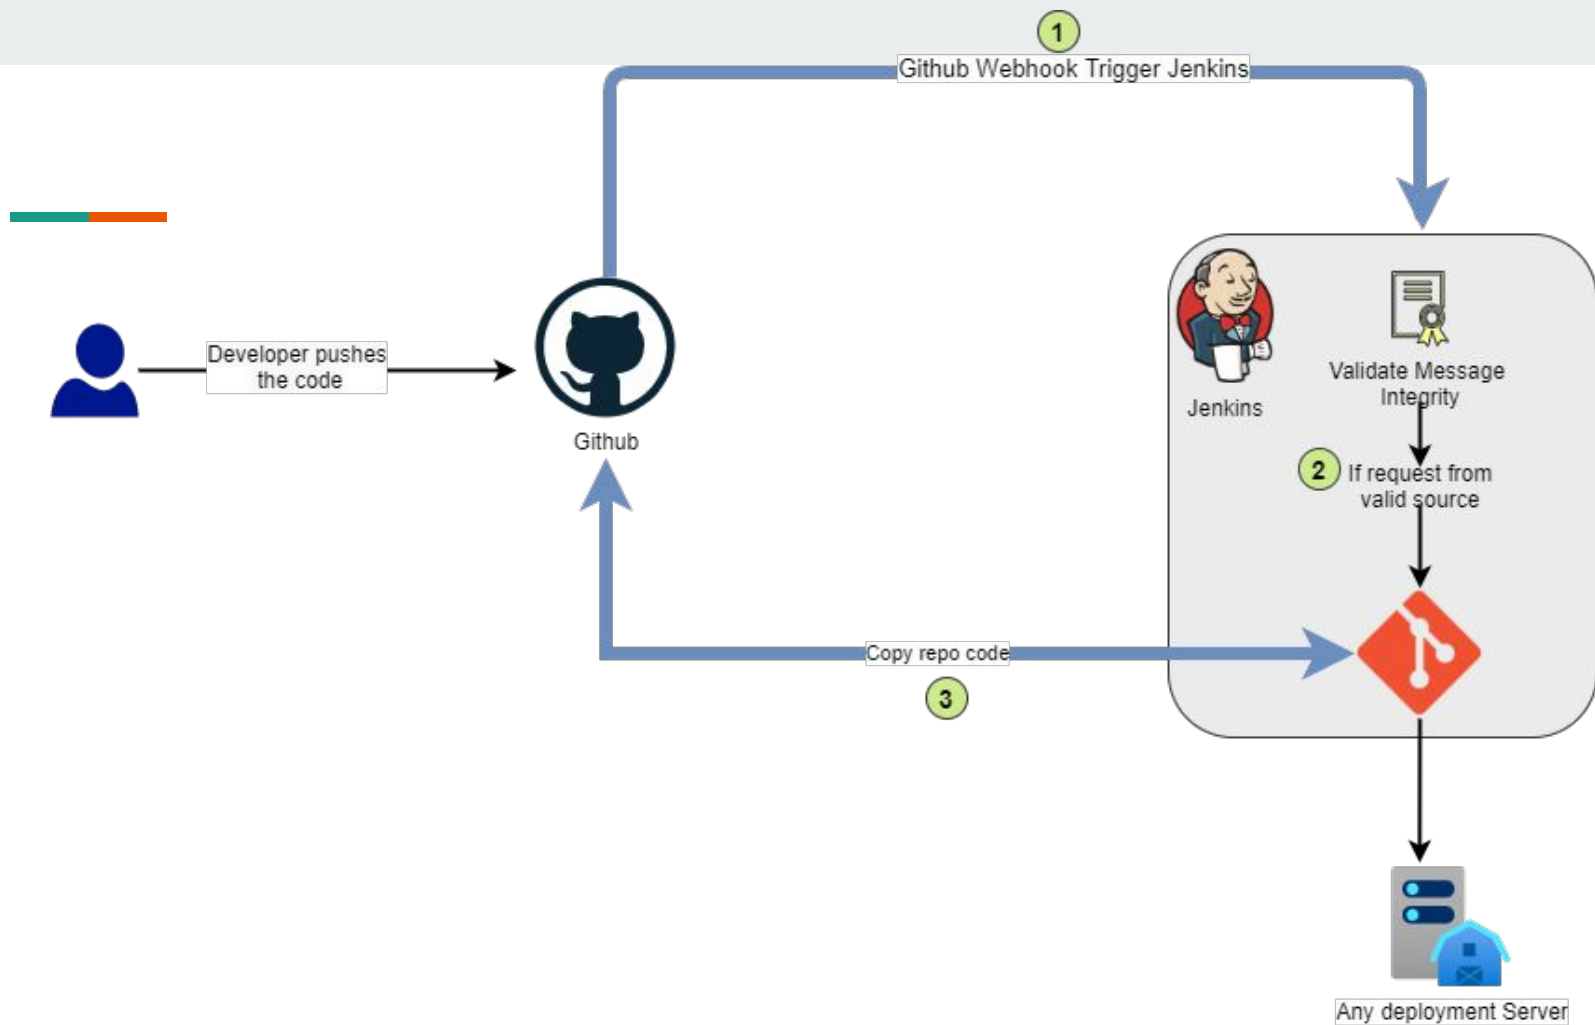 1
Github Webhook Trigger Jenkins
Developer pushes
the code
Github
Jenkins
Validate Message
Integrity
2
If request from
valid source
Copy repo code
3
Any deployment Server